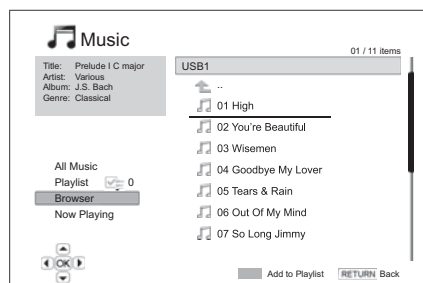 Music
01 / 11 items
Title: Prelude I C major
Artist: Various
Album: J.S. Bach
Genre: Classical
USB1
..
01 High
02 You're Beautiful
03 Wisemen
04 Goodbye My Lover
05 Tears & Rain
06 Out Of My Mind
07 So Long Jimmy
All Music
Playlist 0
Browser
Now Playing
OK
Add to Playlist RETURN Back